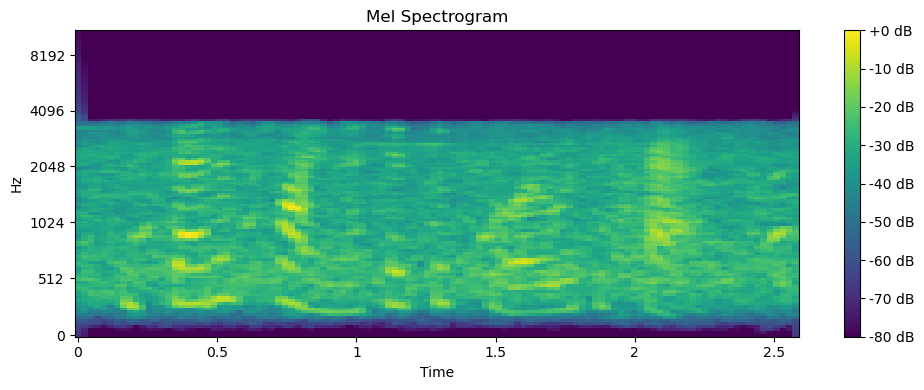 Mel Spectrogram
Hz
8192
4096
2048
1024
512
0
0 0.5 1 1.5 2 2.5
Time
+0 dB
-10 dB
-20 dB
-30 dB
-40 dB
-50 dB
-60 dB
-70 dB
-80 dB